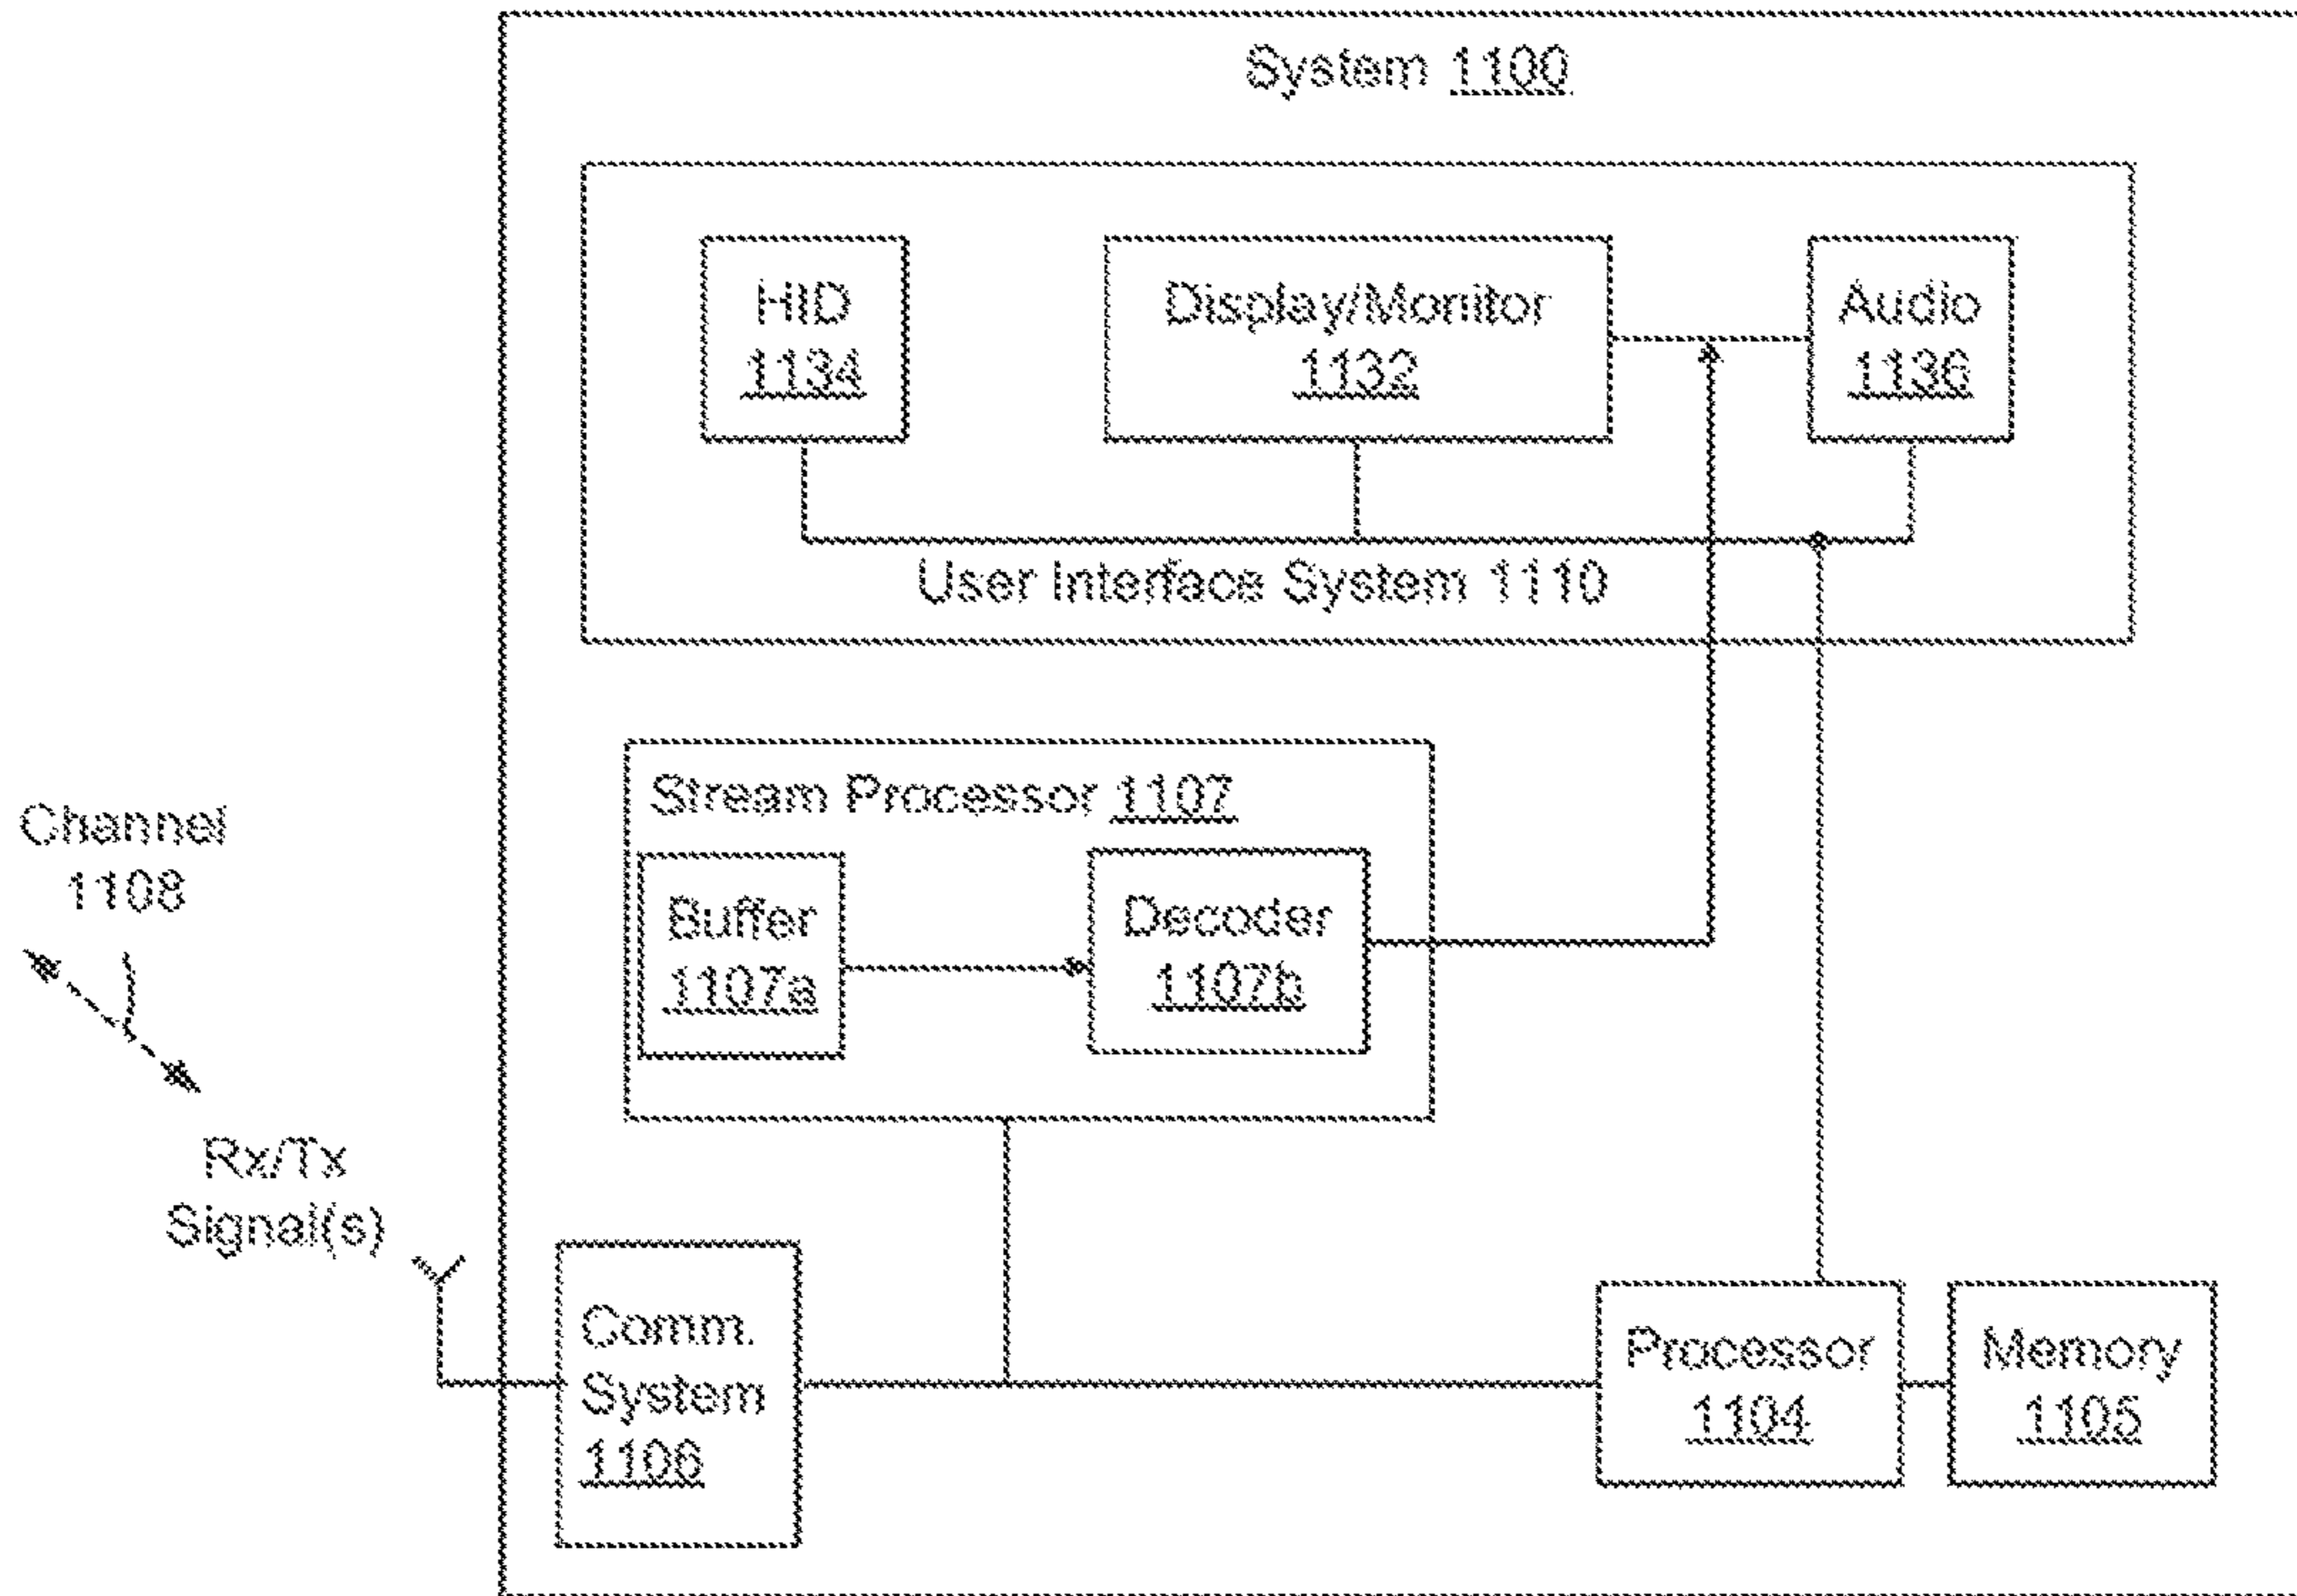 System 1100
HID
1134
Display/Monitor
1132
Audio
1136
User Interface System 1110
Stream Processor 1107
Channel
1108
Buffer
1107a
Decoder
1107b
Rx/Tx
Signal(s)
Comm.
System
1106
Processor
1104
Memory
1105